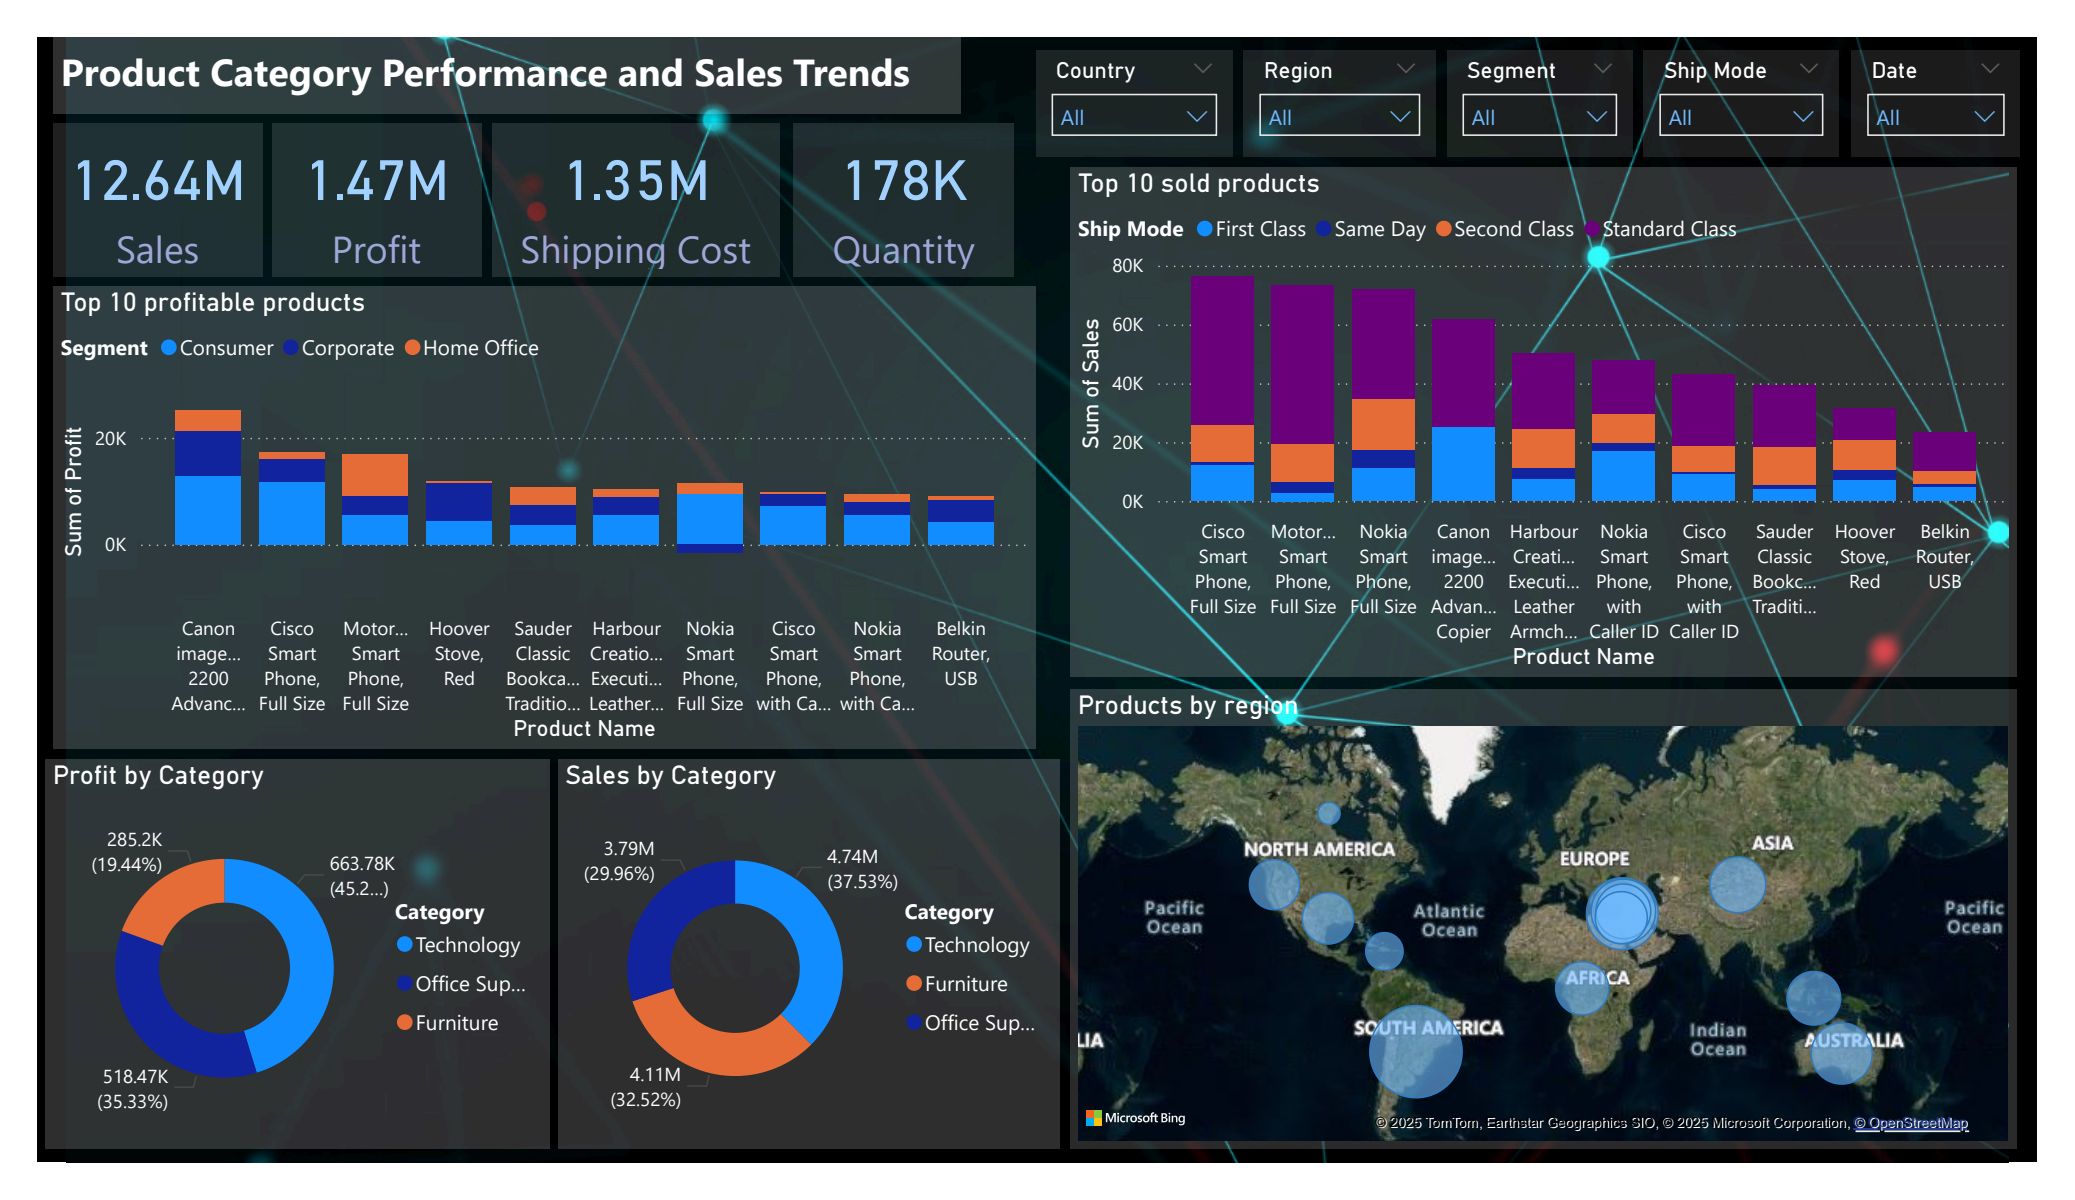 Product Category Performance and Sales Trends
Country
All
Region
All
Segment
All
Ship Mode
All
Date
All
12.64M
Sales
1.47M
Profit
1.35M
Shipping Cost
178K
Quantity
Top 10 profitable products
Segment Consumer Corporate Home Office
Sum of Profit
20K
0K
Canon
image...
2200
Advanc...
Cisco
Smart
Phone,
Full Size
Motor...
Smart
Phone,
Full Size
Hoover
Stove,
Red
Sauder
Classic
Bookca...
Traditio...
Harbour
Creatio...
Executi...
Leather...
Nokia
Smart
Phone,
Full Size
Cisco
Smart
Phone,
with Ca...
Nokia
Smart
Phone,
with Ca...
Belkin
Router,
USB
Product Name
Top 10 sold products
Ship Mode First Class Same Day Second Class Standard Class
Sum of Sales
80K
60K
40K
20K
0K
Cisco
Smart
Phone,
Full Size
Motor...
Smart
Phone,
Full Size
Nokia
Smart
Phone,
Full Size
Canon
image...
2200
Advan...
Copier
Harbour
Creati...
Executi...
Leather
Armch...
Nokia
Smart
Phone,
with
Caller ID
Cisco
Smart
Phone,
with
Caller ID
Sauder
Classic
Bookc...
Traditi...
Hoover
Stove,
Red
Belkin
Router,
USB
Product Name
Profit by Category
285.2K
(19.44%)
663.78K
(45.2...)
518.47K
(35.33%)
Category
Technology
Office Sup...
Furniture
Sales by Category
3.79M
(29.96%)
4.74M
(37.53%)
4.11M
(32.52%)
Category
Technology
Furniture
Office Sup...
Products by region
NORTH AMERICA
EUROPE
ASIA
Pacific
Ocean
Atlantic
Ocean
Pacific
Ocean
AFRICA
SOUTH AMERICA
Indian
Ocean
AUSTRALIA
LIA
Microsoft Bing
© 2025 TomTom, Earthstar Geographics SIO, © 2025 Microsoft Corporation, © OpenStreetMap